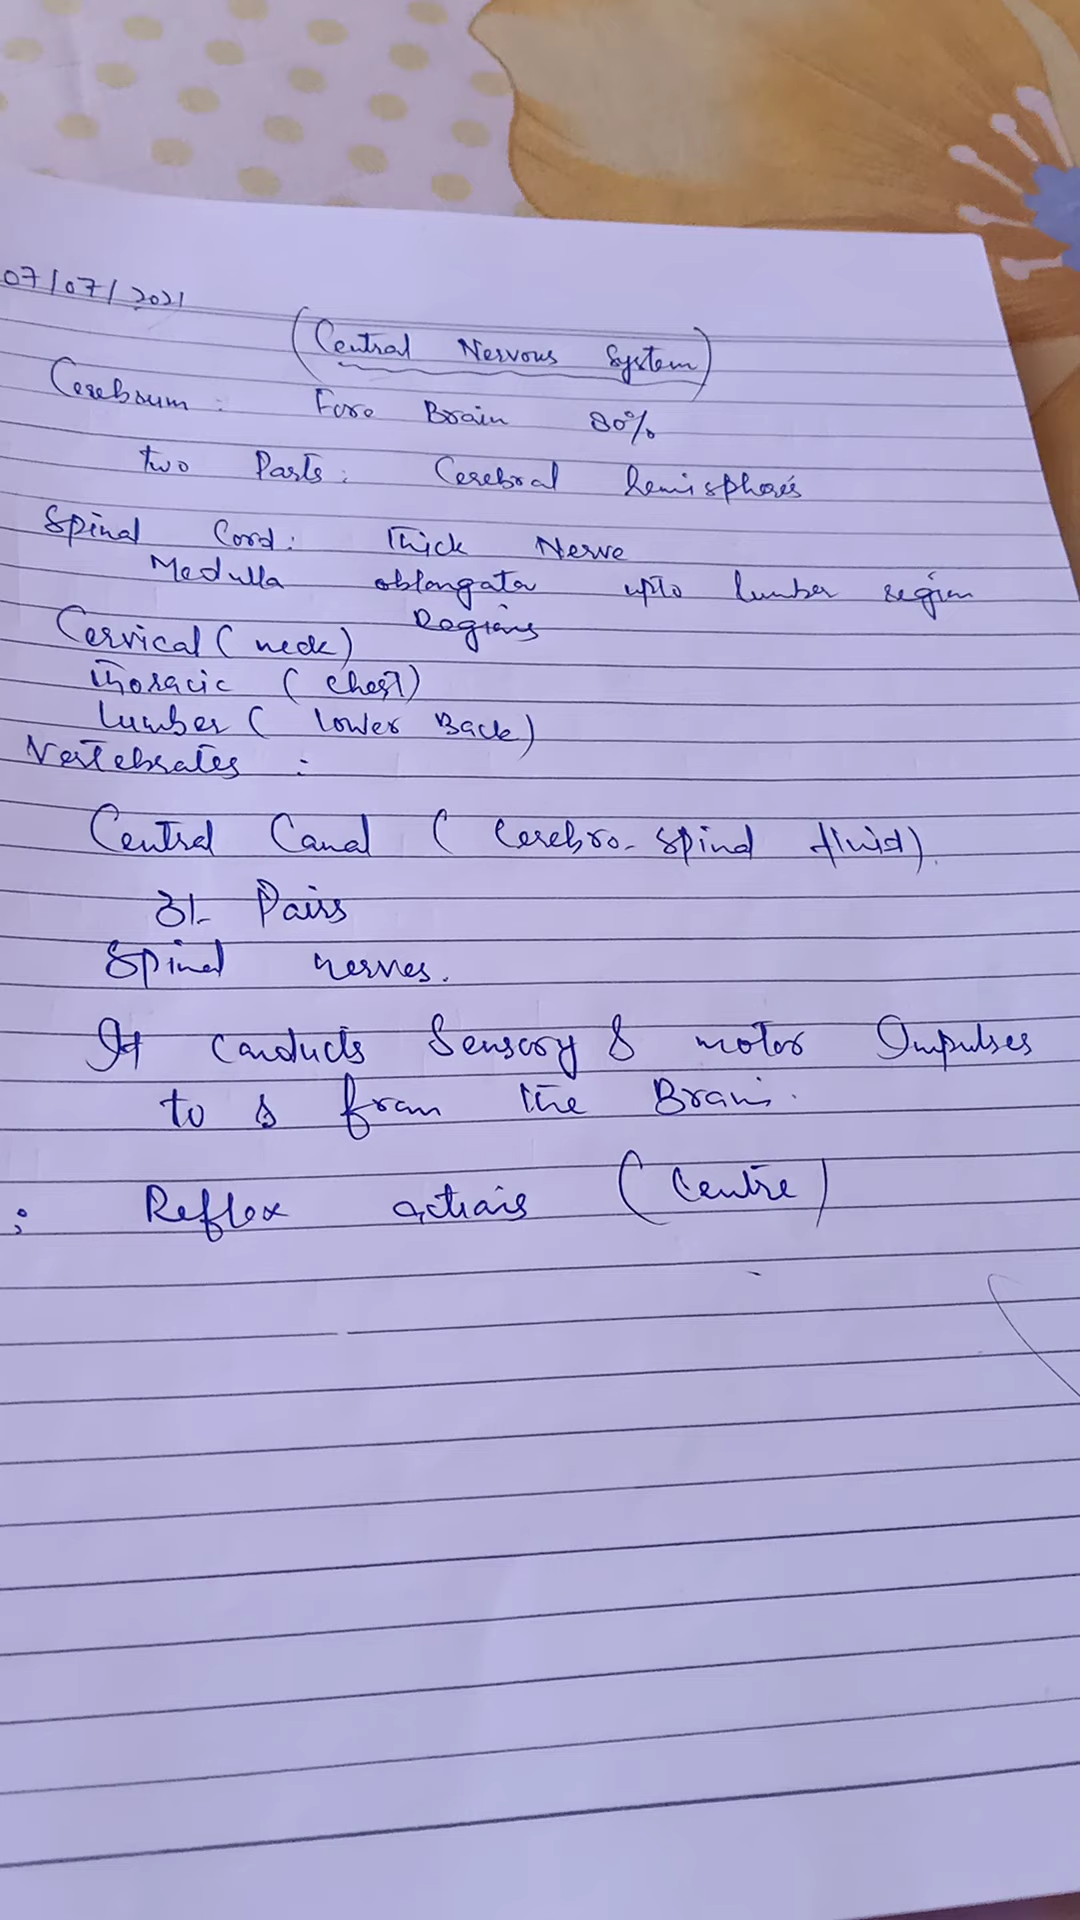 07/07/2021
(Central Nervous System)
Cerebrum : Fore Brain 80%
two Parts : Cerebral hemispheres
Spinal Cord : Thick Nerve
Medulla oblangata upto lumber region
Regions
Cervical ( neck )
Thoracic ( chest )
Lumber ( lower Back )
Vertebrates :
Central Canal ( Cerebro-spinal fluid ).
31- Pairs
Spinal nerves.
It conducts Sensory & motor Impulses
to & from the Brain.
: Reflex actions ( Centre )